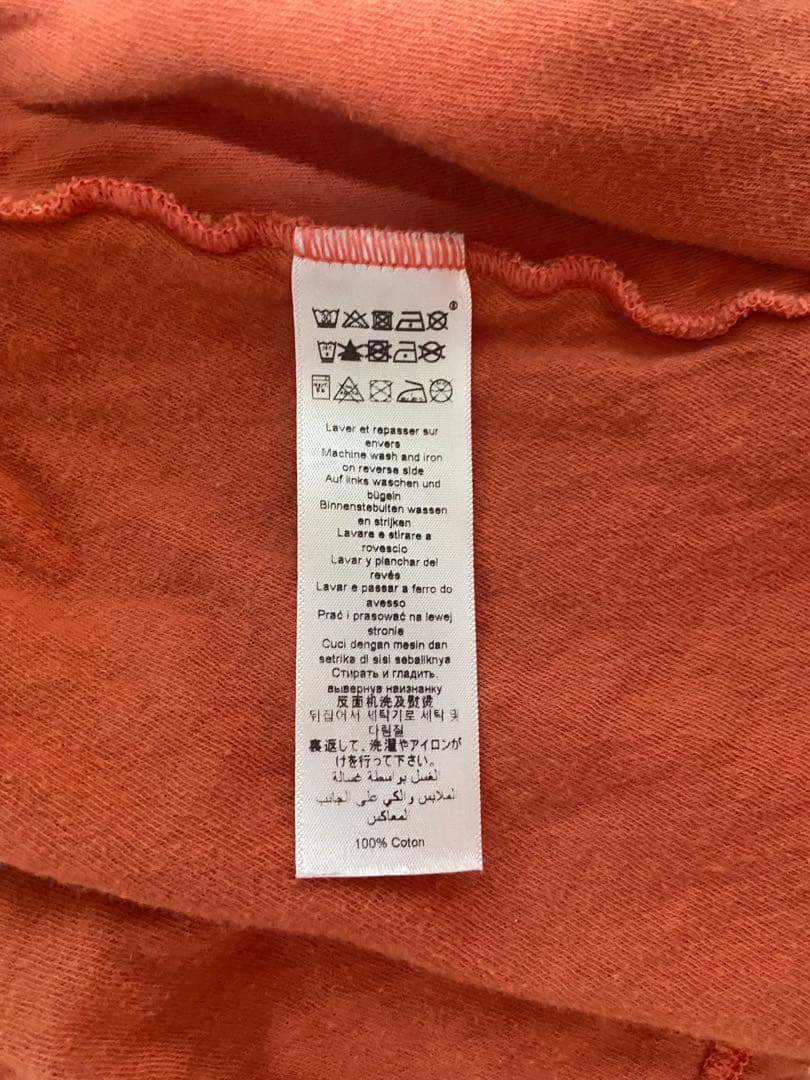 Laver et repasser sur
envers
Machine wash and iron
on reverse side
Auf links waschen und
bügeln
Binnenstebuiten wassen
en strijken
Lavare e stirare a
rovescio
Lavar y planchar del
revés
Lavar e passar a ferro do
avesso
Prać i prasować na lewej
stronie
Cuci dengan mesin dan
setrika di sisi sebaliknya
Стирать и гладить,
вывернув наизнанку
反面机洗及熨烫
뒤집어서 세탁기로 세탁 및
다림질
裏返して、洗濯やアイロンが
けを行って下さい。
الغسل بواسطة غسالة
الملابس والكي على الجانب
المعاكس
100% Coton